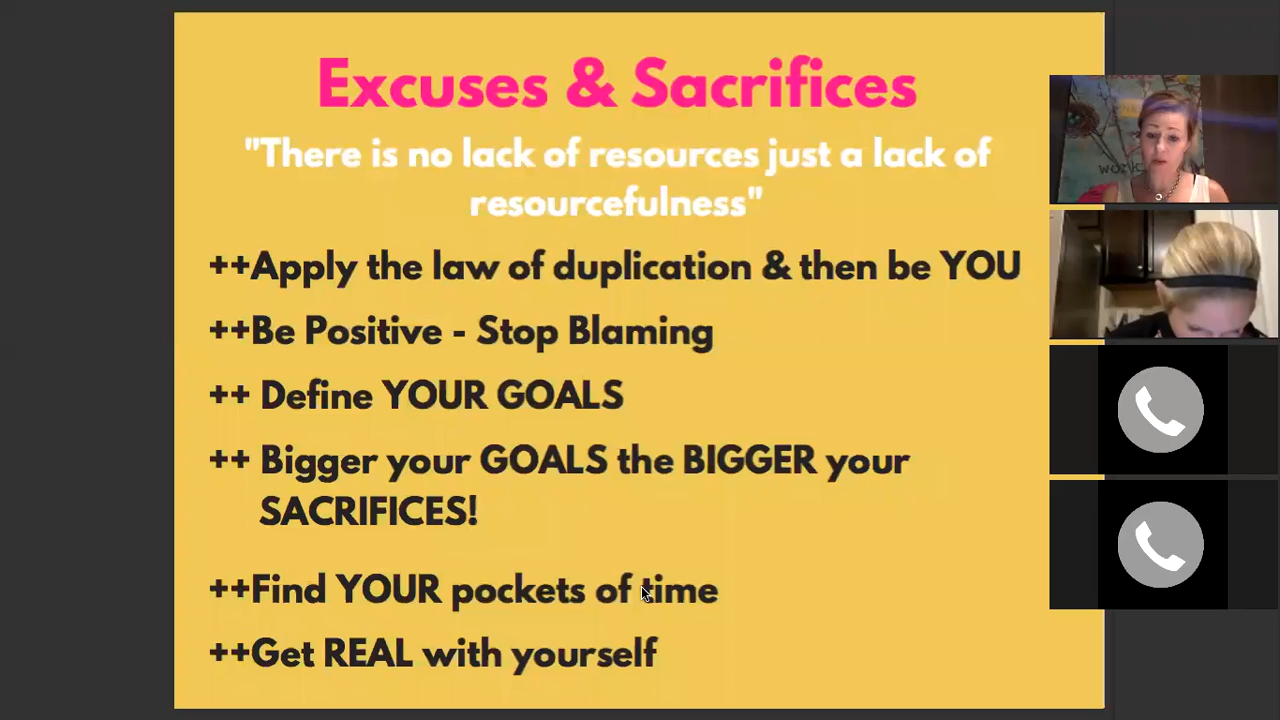 Excuses & Sacrifices
"There is no lack of resources just a lack of
resourcefulness"
++Apply the law of duplication & then be YOU
++Be Positive - Stop Blaming
++ Define YOUR GOALS
++ Bigger your GOALS the BIGGER your
SACRIFICES!
++Find YOUR pockets of time
++Get REAL with yourself
work